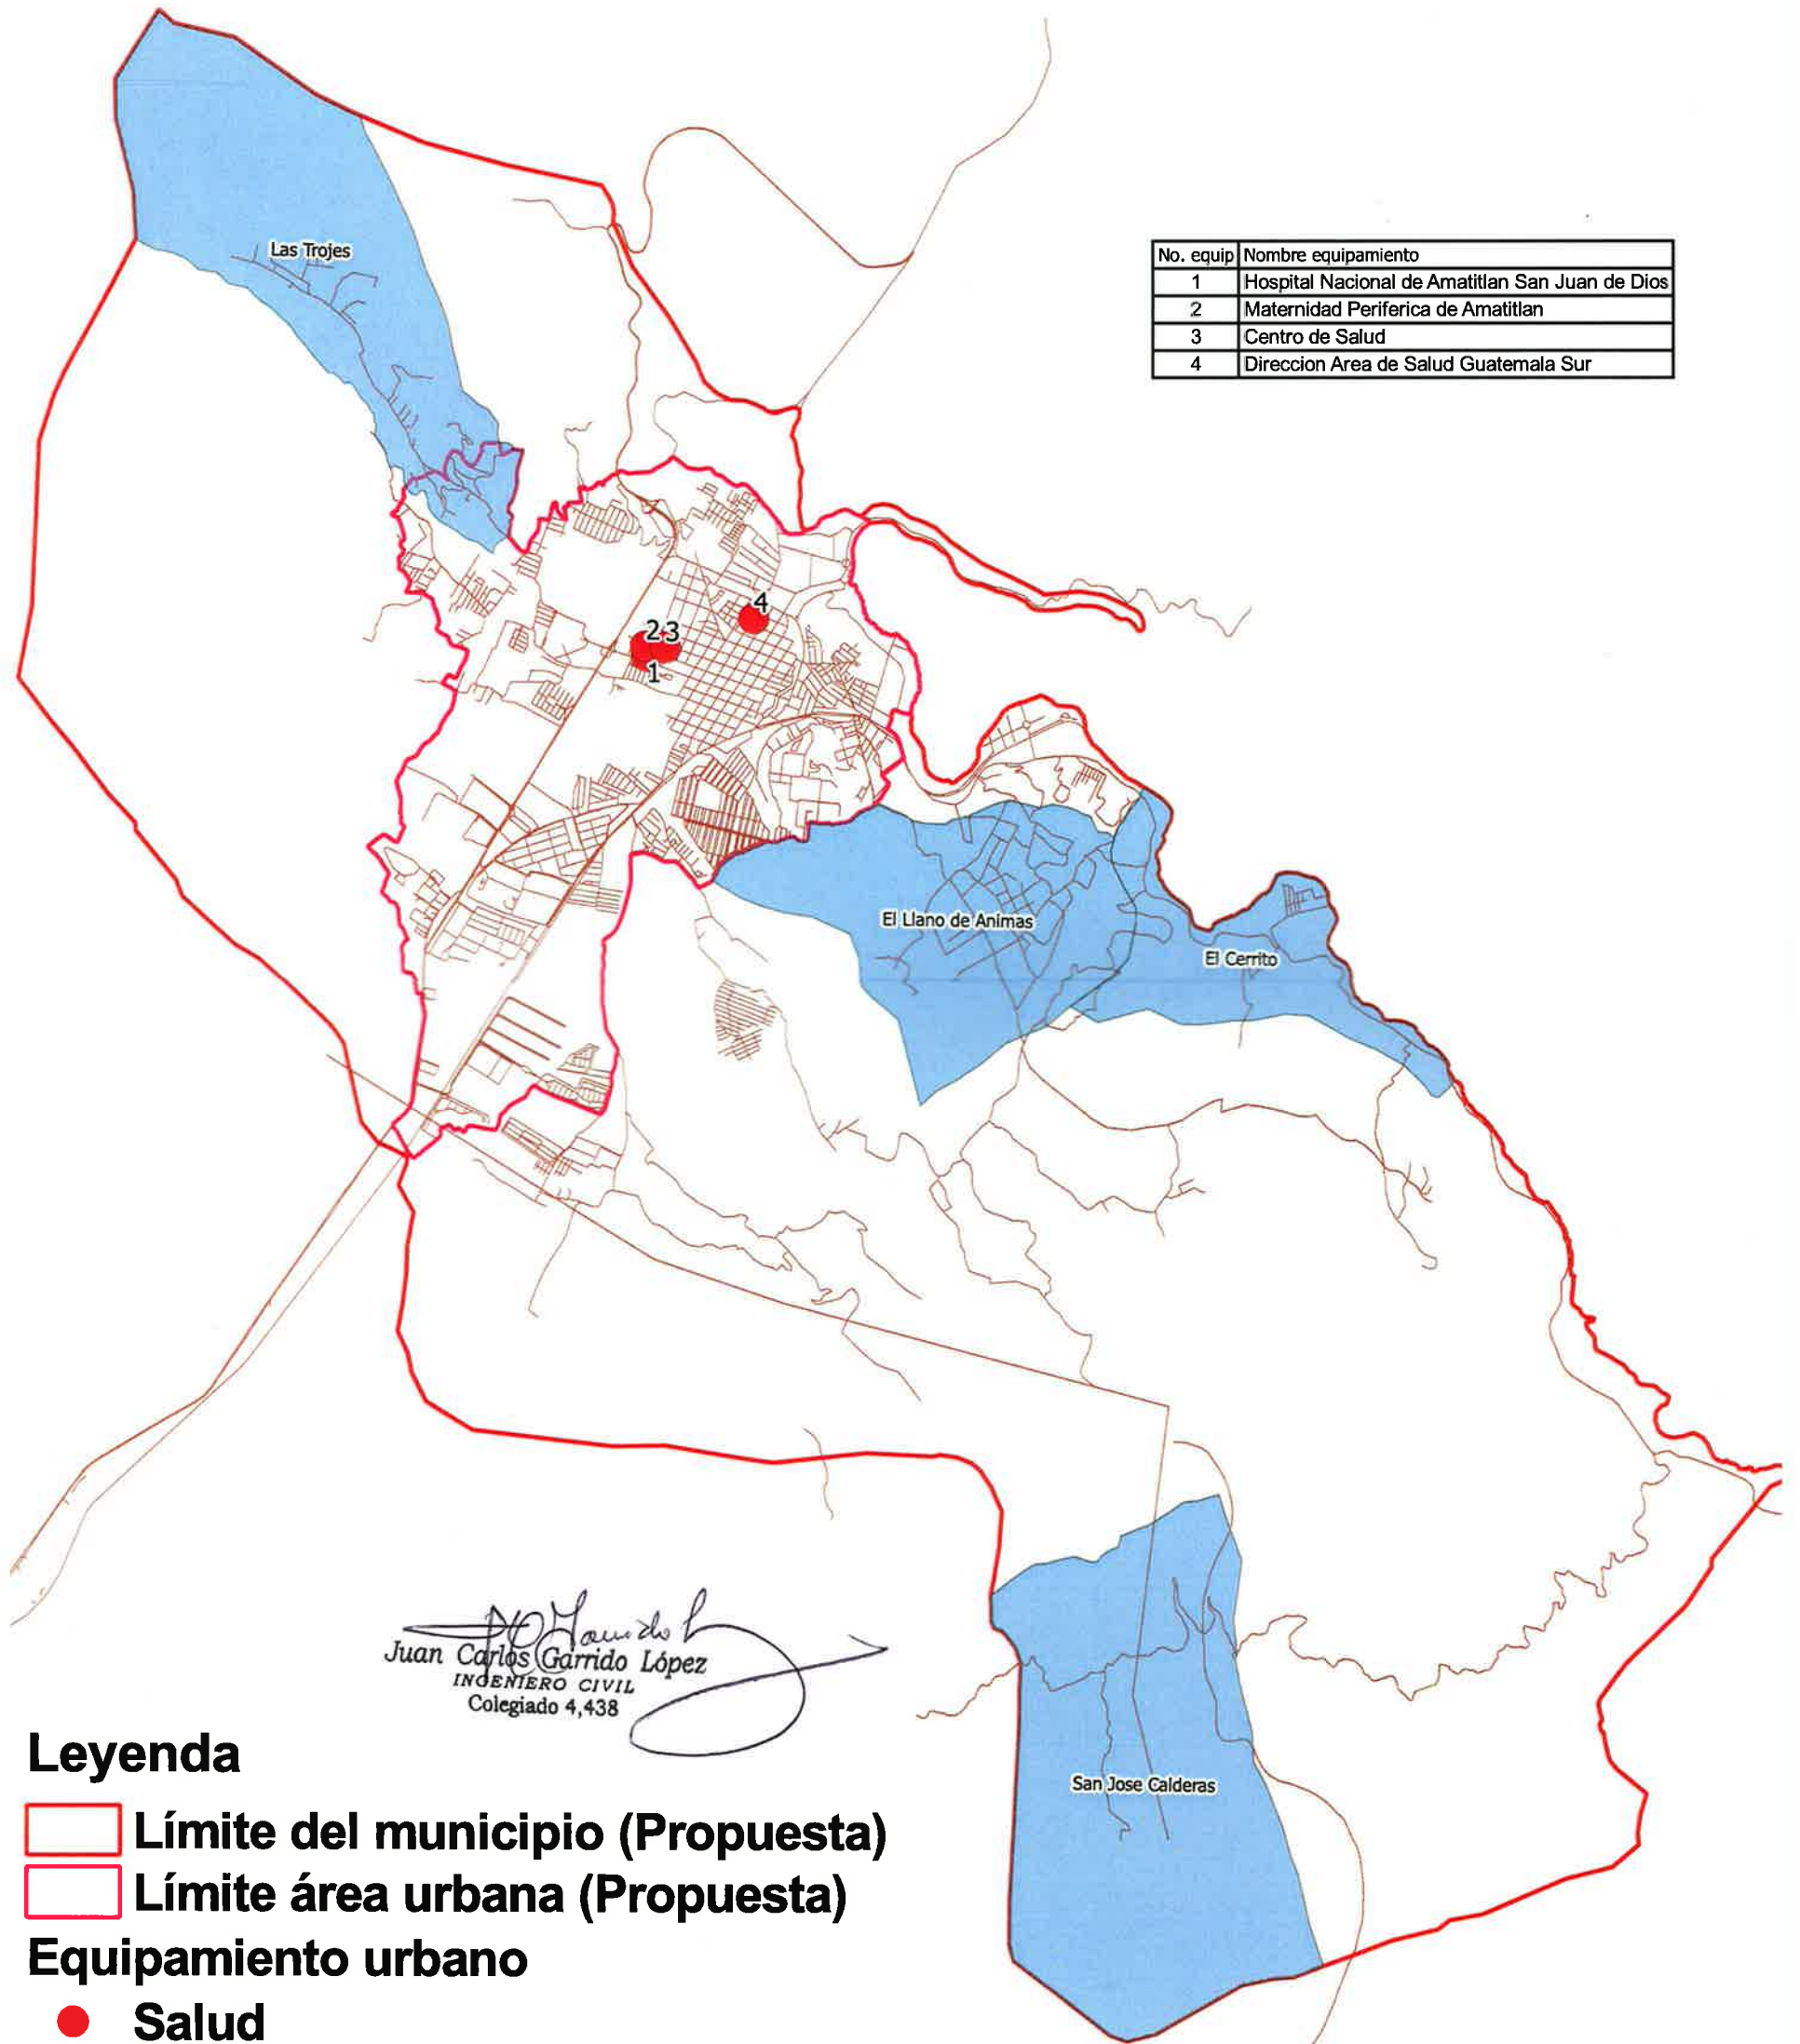 Las Trojes
No. equip Nombre equipamiento
1 Hospital Nacional de Amatitlan San Juan de Dios
2 Maternidad Periferica de Amatitlan
3 Centro de Salud
4 Direccion Area de Salud Guatemala Sur
4
2 3
1
El Llano de Animas
El Cerrito
Juan Carlos Garrido López
INGENIERO CIVIL
Colegiado 4,438
San Jose Calderas
Leyenda
Límite del municipio (Propuesta)
Límite área urbana (Propuesta)
Equipamiento urbano
Salud